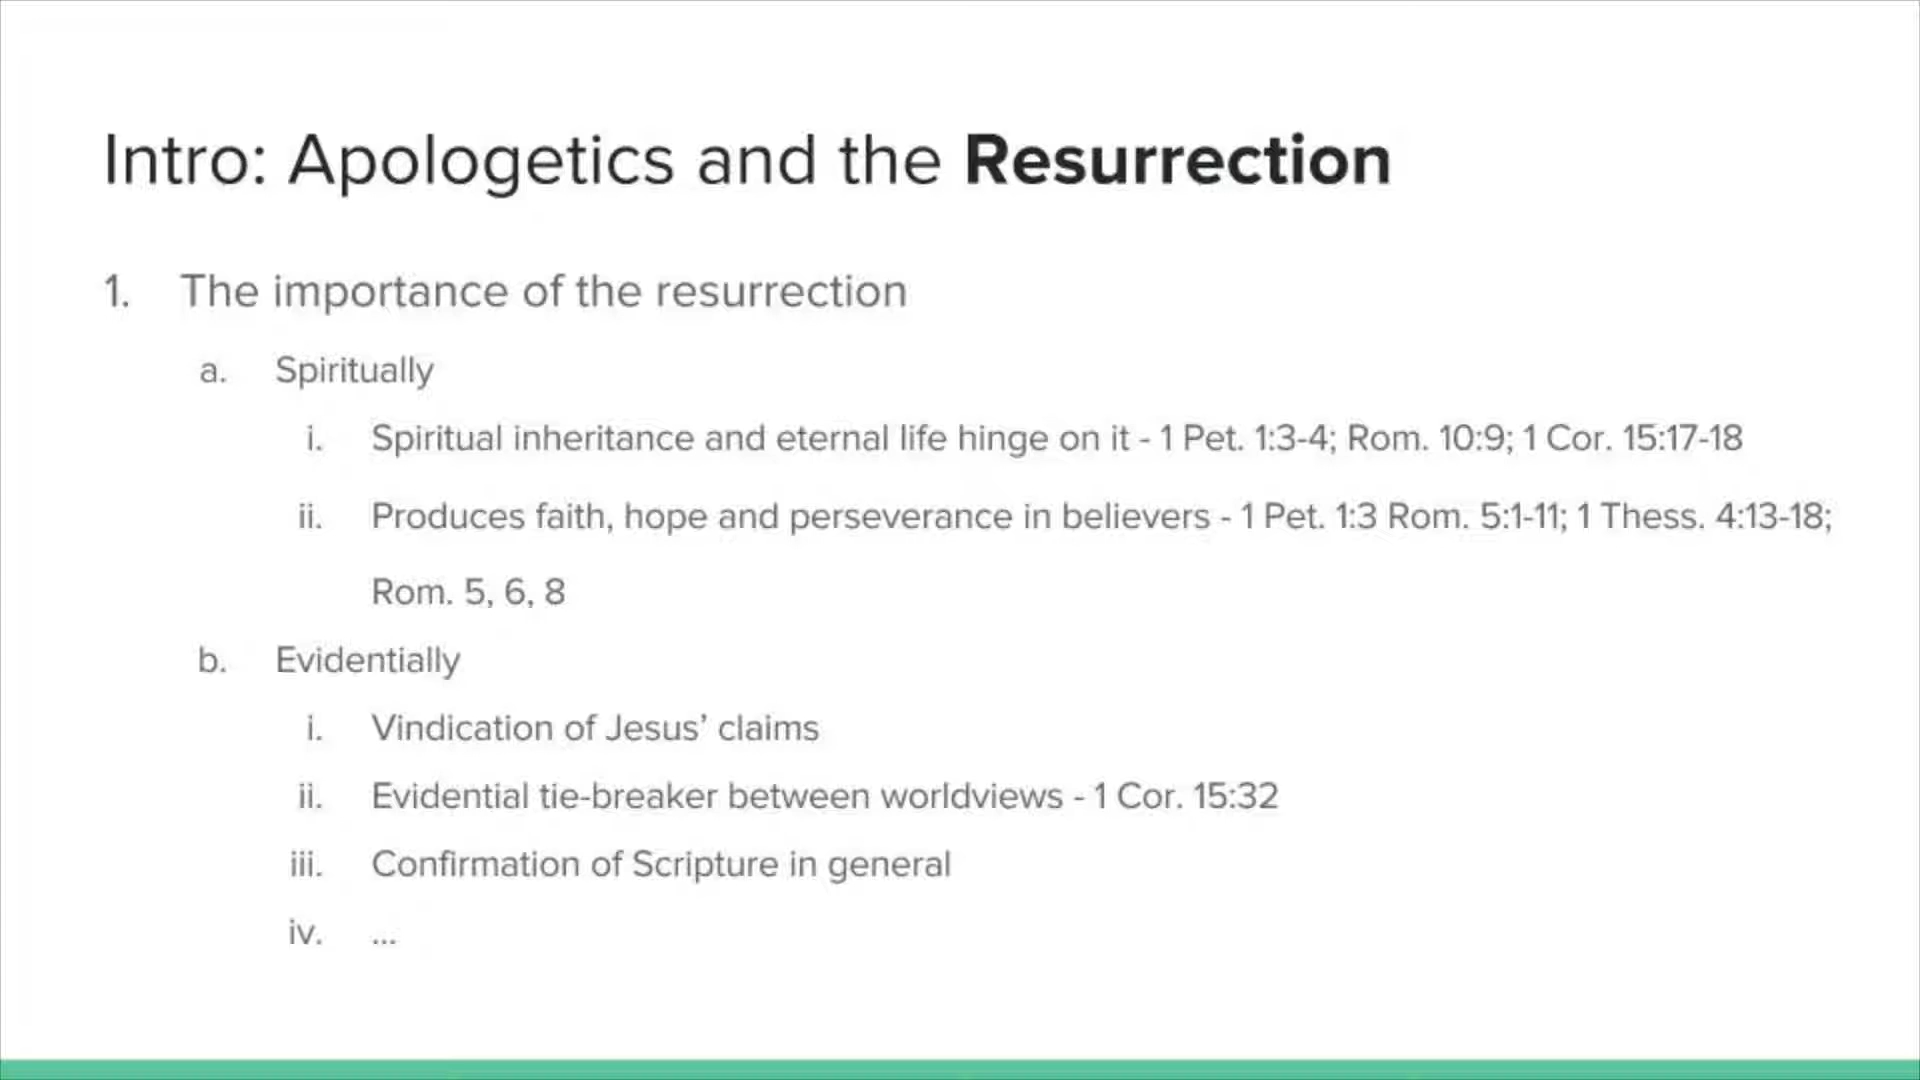 Intro: Apologetics and the Resurrection
1. The importance of the resurrection
a. Spiritually
i. Spiritual inheritance and eternal life hinge on it - 1 Pet. 1:3-4; Rom. 10:9; 1 Cor. 15:17-18
ii. Produces faith, hope and perseverance in believers - 1 Pet. 1:3 Rom. 5:1-11; 1 Thess. 4:13-18;
Rom. 5, 6, 8
b. Evidentially
i. Vindication of Jesus’ claims
ii. Evidential tie-breaker between worldviews - 1 Cor. 15:32
iii. Confirmation of Scripture in general
iv. ...